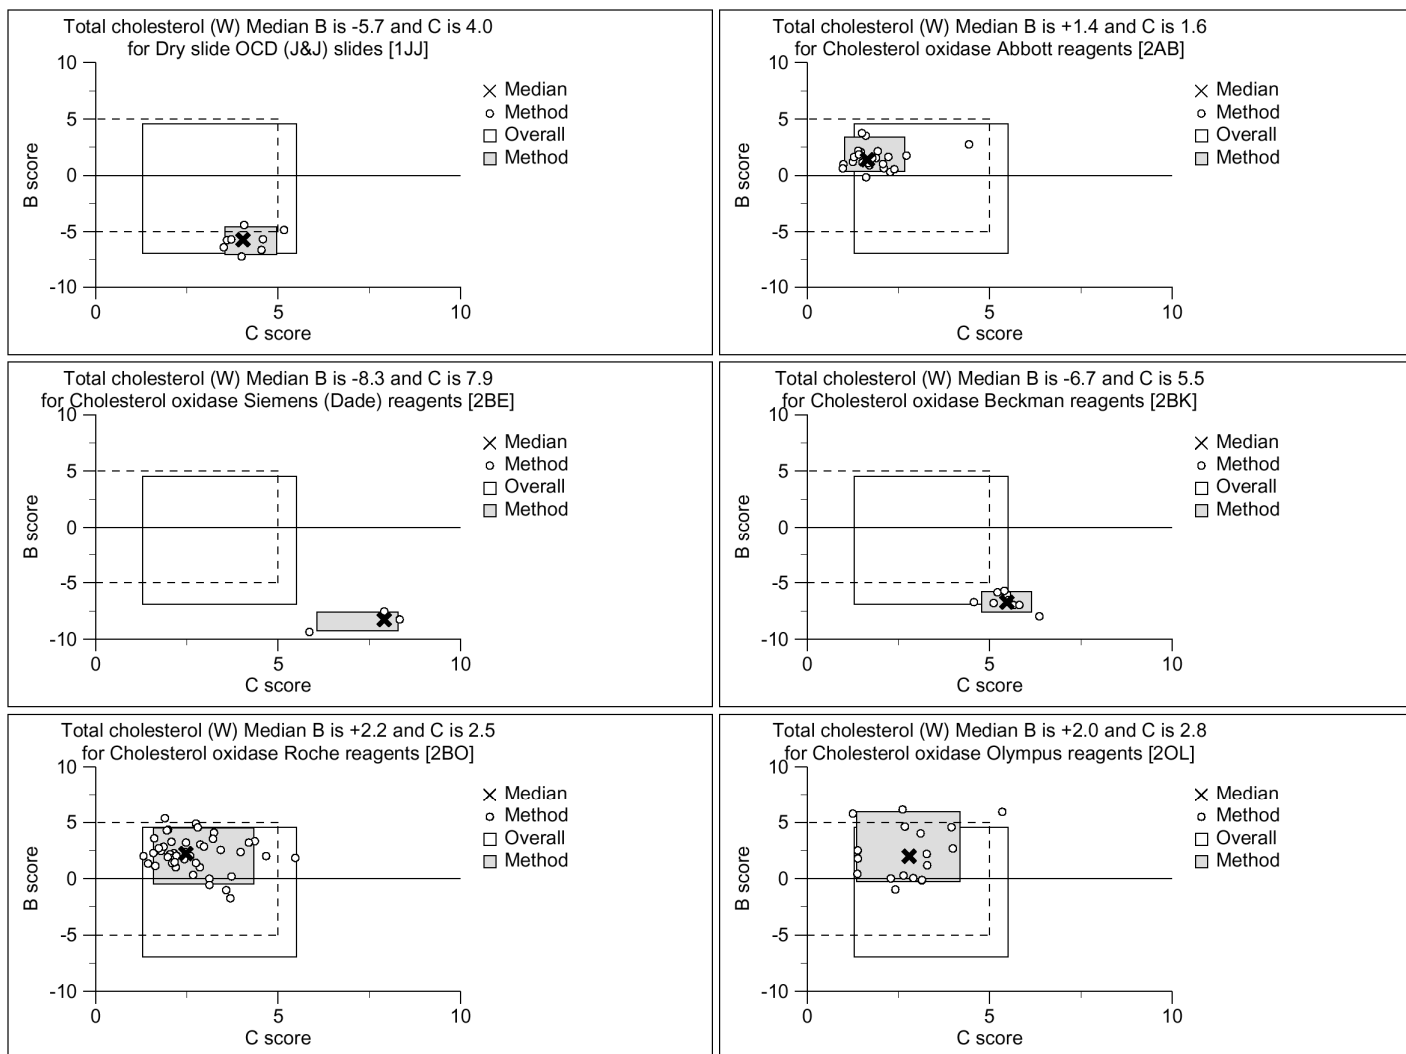 Total cholesterol (W) Median B is -5.7 and C is 4.0
for Dry slide OCD (J&J) slides [1JJ]
10
5
0
-5
-10
B score
0
5
10
C score
Median
Method
Overall
Method
Total cholesterol (W) Median B is +1.4 and C is 1.6
for Cholesterol oxidase Abbott reagents [2AB]
10
5
0
-5
-10
B score
0
5
10
C score
Median
Method
Overall
Method
Total cholesterol (W) Median B is -8.3 and C is 7.9
for Cholesterol oxidase Siemens (Dade) reagents [2BE]
10
5
0
-5
-10
B score
0
5
10
C score
Median
Method
Overall
Method
Total cholesterol (W) Median B is -6.7 and C is 5.5
for Cholesterol oxidase Beckman reagents [2BK]
10
5
0
-5
-10
B score
0
5
10
C score
Median
Method
Overall
Method
Total cholesterol (W) Median B is +2.2 and C is 2.5
for Cholesterol oxidase Roche reagents [2BO]
10
5
0
-5
-10
B score
0
5
10
C score
Median
Method
Overall
Method
Total cholesterol (W) Median B is +2.0 and C is 2.8
for Cholesterol oxidase Olympus reagents [2OL]
10
5
0
-5
-10
B score
0
5
10
C score
Median
Method
Overall
Method